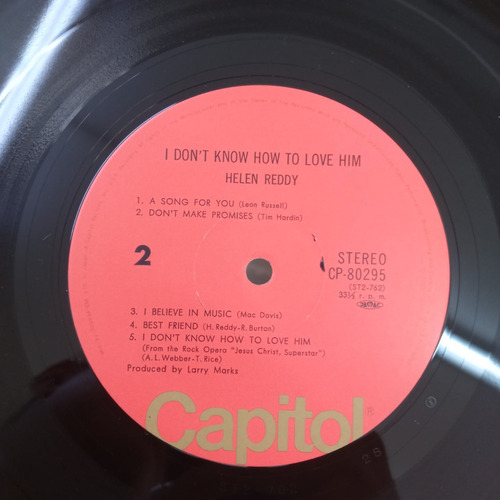 I DON'T KNOW HOW TO LOVE HIM
HELEN REDDY
1. A SONG FOR YOU (Leon Russell)
2. DON'T MAKE PROMISES (Tim Hardin)
2
STEREO
CP-80295
(ST2-762)
33⅓ r. p. m.
3. I BELIEVE IN MUSIC (Mac Davis)
4. BEST FRIEND (H. Reddy-R. Burton)
5. I DON'T KNOW HOW TO LOVE HIM
(From the Rock Opera "Jesus Christ, Superstar")
(A. L. Webber-T. Rice)
Produced by Larry Marks
Capitol